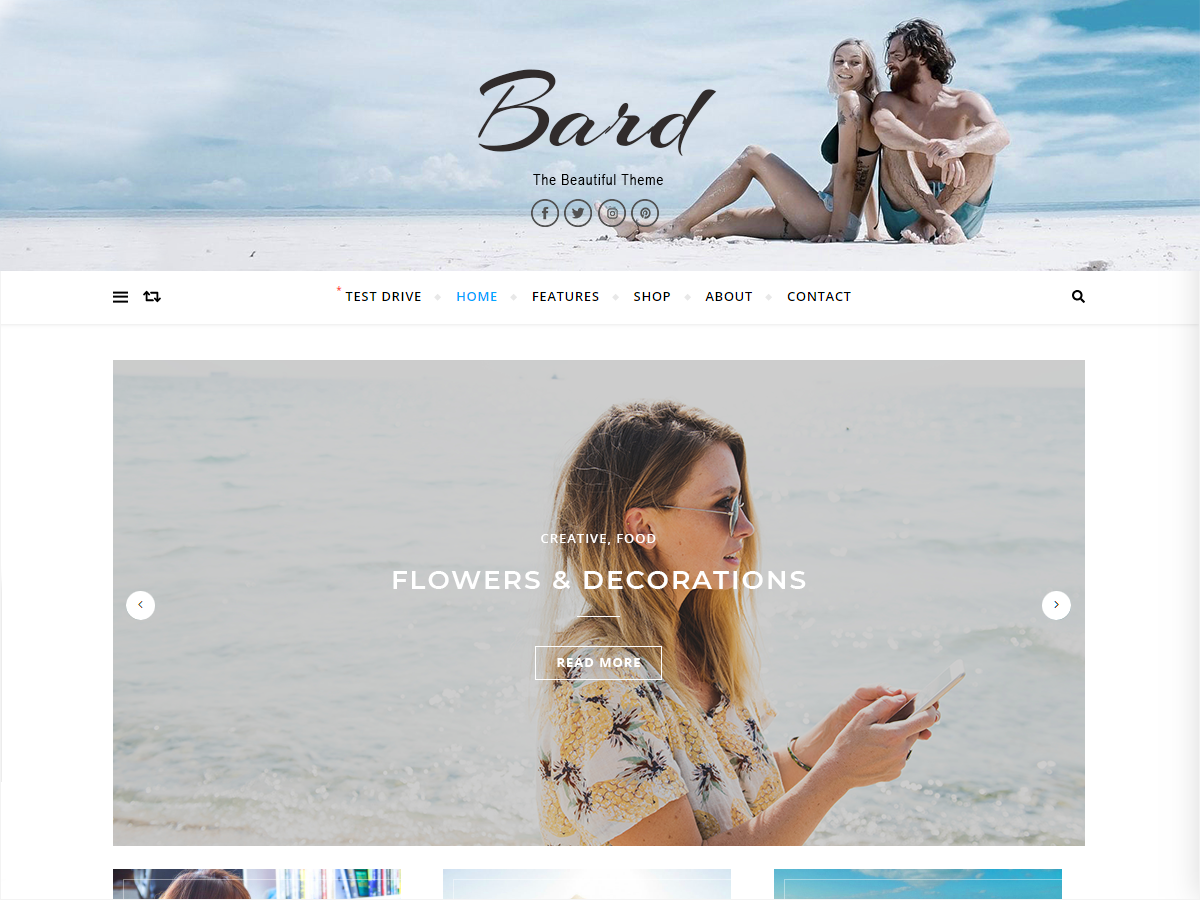 Bard
The Beautiful Theme
* TEST DRIVE HOME FEATURES SHOP ABOUT CONTACT
CREATIVE, FOOD
FLOWERS & DECORATIONS
READ MORE